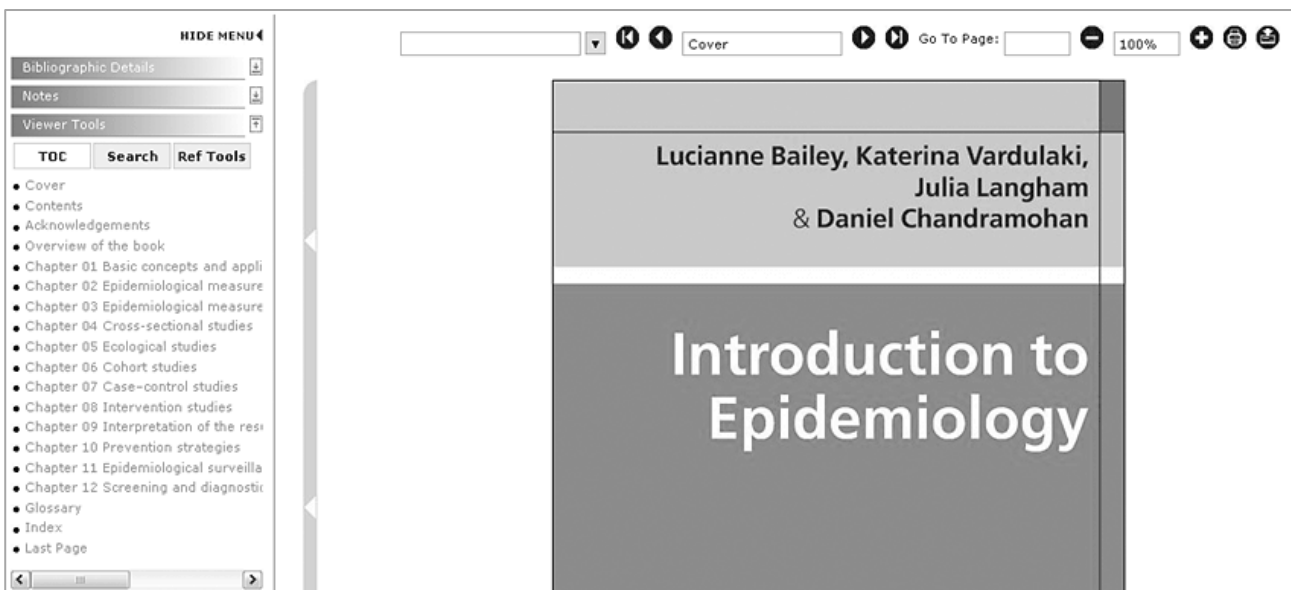 HIDE MENU
Cover
Go To Page:
100%
Bibliographic Details
Notes
Viewer Tools
TOC Search Ref Tools
Cover
Contents
Acknowledgements
Overview of the book
Chapter 01 Basic concepts and appli
Chapter 02 Epidemiological measure
Chapter 03 Epidemiological measure
Chapter 04 Cross-sectional studies
Chapter 05 Ecological studies
Chapter 06 Cohort studies
Chapter 07 Case-control studies
Chapter 08 Intervention studies
Chapter 09 Interpretation of the res
Chapter 10 Prevention strategies
Chapter 11 Epidemiological surveilla
Chapter 12 Screening and diagnostic
Glossary
Index
Last Page
Lucianne Bailey, Katerina Vardulaki,
Julia Langham
& Daniel Chandramohan
Introduction to
Epidemiology